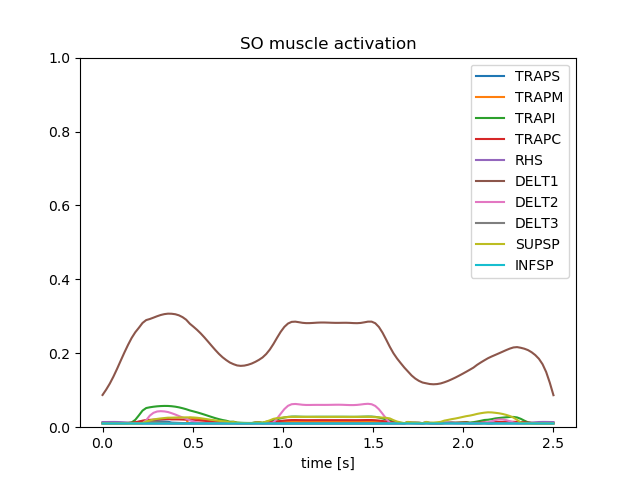 SO muscle activation
1.0
0.8
0.6
0.4
0.2
0.0
0.0 0.5 1.0 1.5 2.0 2.5
time [s]
TRAPS
TRAPM
TRAPI
TRAPC
RHS
DELT1
DELT2
DELT3
SUPSP
INFSP